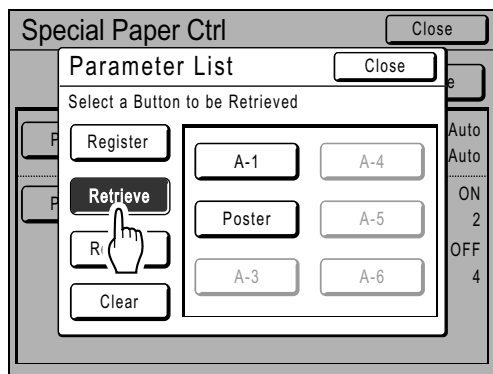 Special Paper Ctrl
Close
Parameter List
Close
Select a Button to be Retrieved
Register
A-1
A-4
Auto
Auto
Retrieve
Poster
A-5
ON
2
OFF
A-3
A-6
4
Clear